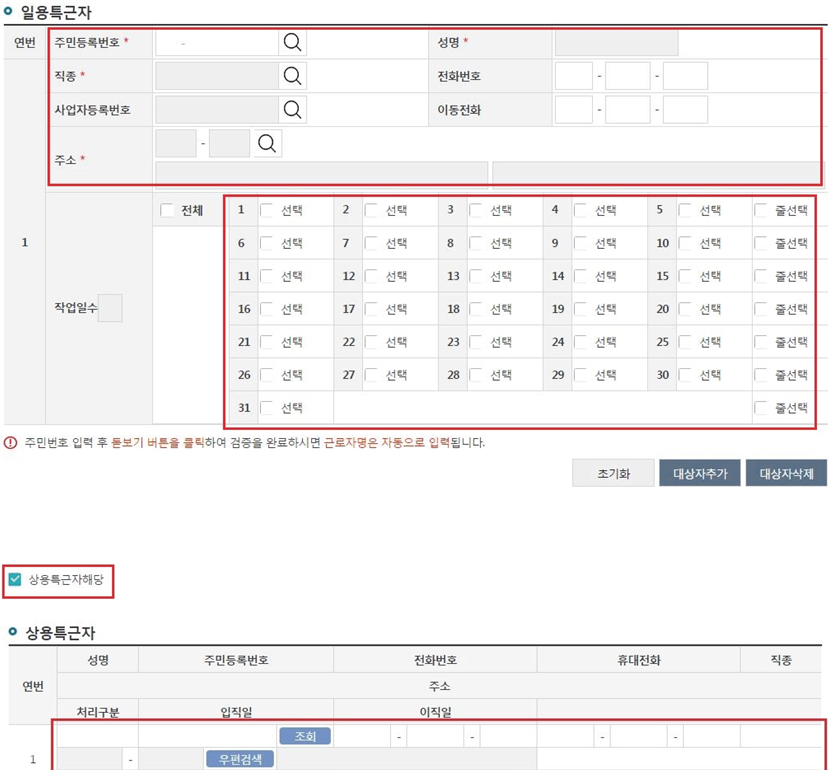 일용특근자
연번 주민등록번호 * - 성명 *
직종 * 전화번호 - -
사업자등록번호 이동전화 - -
주소 * -
1 작업일수
전체 1 선택 2 선택 3 선택 4 선택 5 선택 줄선택
6 선택 7 선택 8 선택 9 선택 10 선택 줄선택
11 선택 12 선택 13 선택 14 선택 15 선택 줄선택
16 선택 17 선택 18 선택 19 선택 20 선택 줄선택
21 선택 22 선택 23 선택 24 선택 25 선택 줄선택
26 선택 27 선택 28 선택 29 선택 30 선택 줄선택
31 선택 줄선택
주민번호 입력 후 돋보기 버튼을 클릭하여 검증을 완료하시면 근로자명은 자동으로 입력됩니다.
초기화 대상자추가 대상자삭제
상용특근자해당
상용특근자
연번 성명 주민등록번호 전화번호 휴대전화 직종
주소
처리구분 입직일 이직일
1 조회 - - - -
- 우편검색